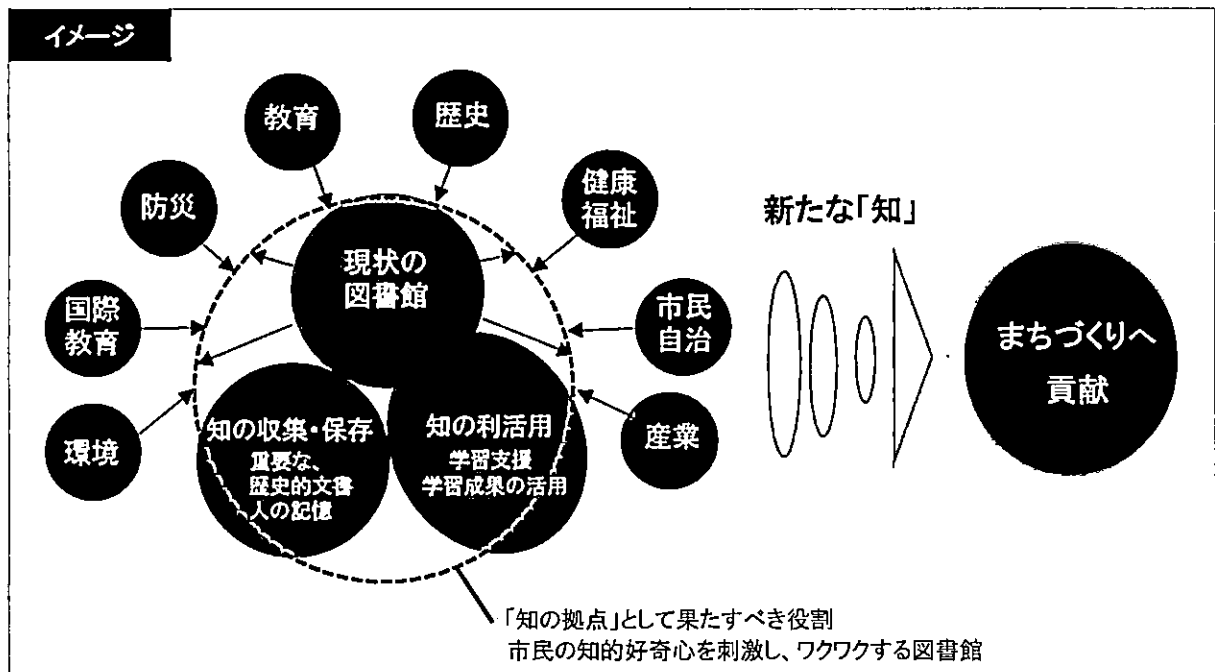 イメージ
教育
歴史
防災
健康
福祉
国際
教育
市民
自治
環境
産業
現状の
図書館
知の収集・保存
重要な、
歴史的文書
人の記憶
知の利活用
学習支援
学習成果の活用
新たな「知」
まちづくりへ
貢献
「知の拠点」として果たすべき役割
市民の知的好奇心を刺激し、ワクワクする図書館